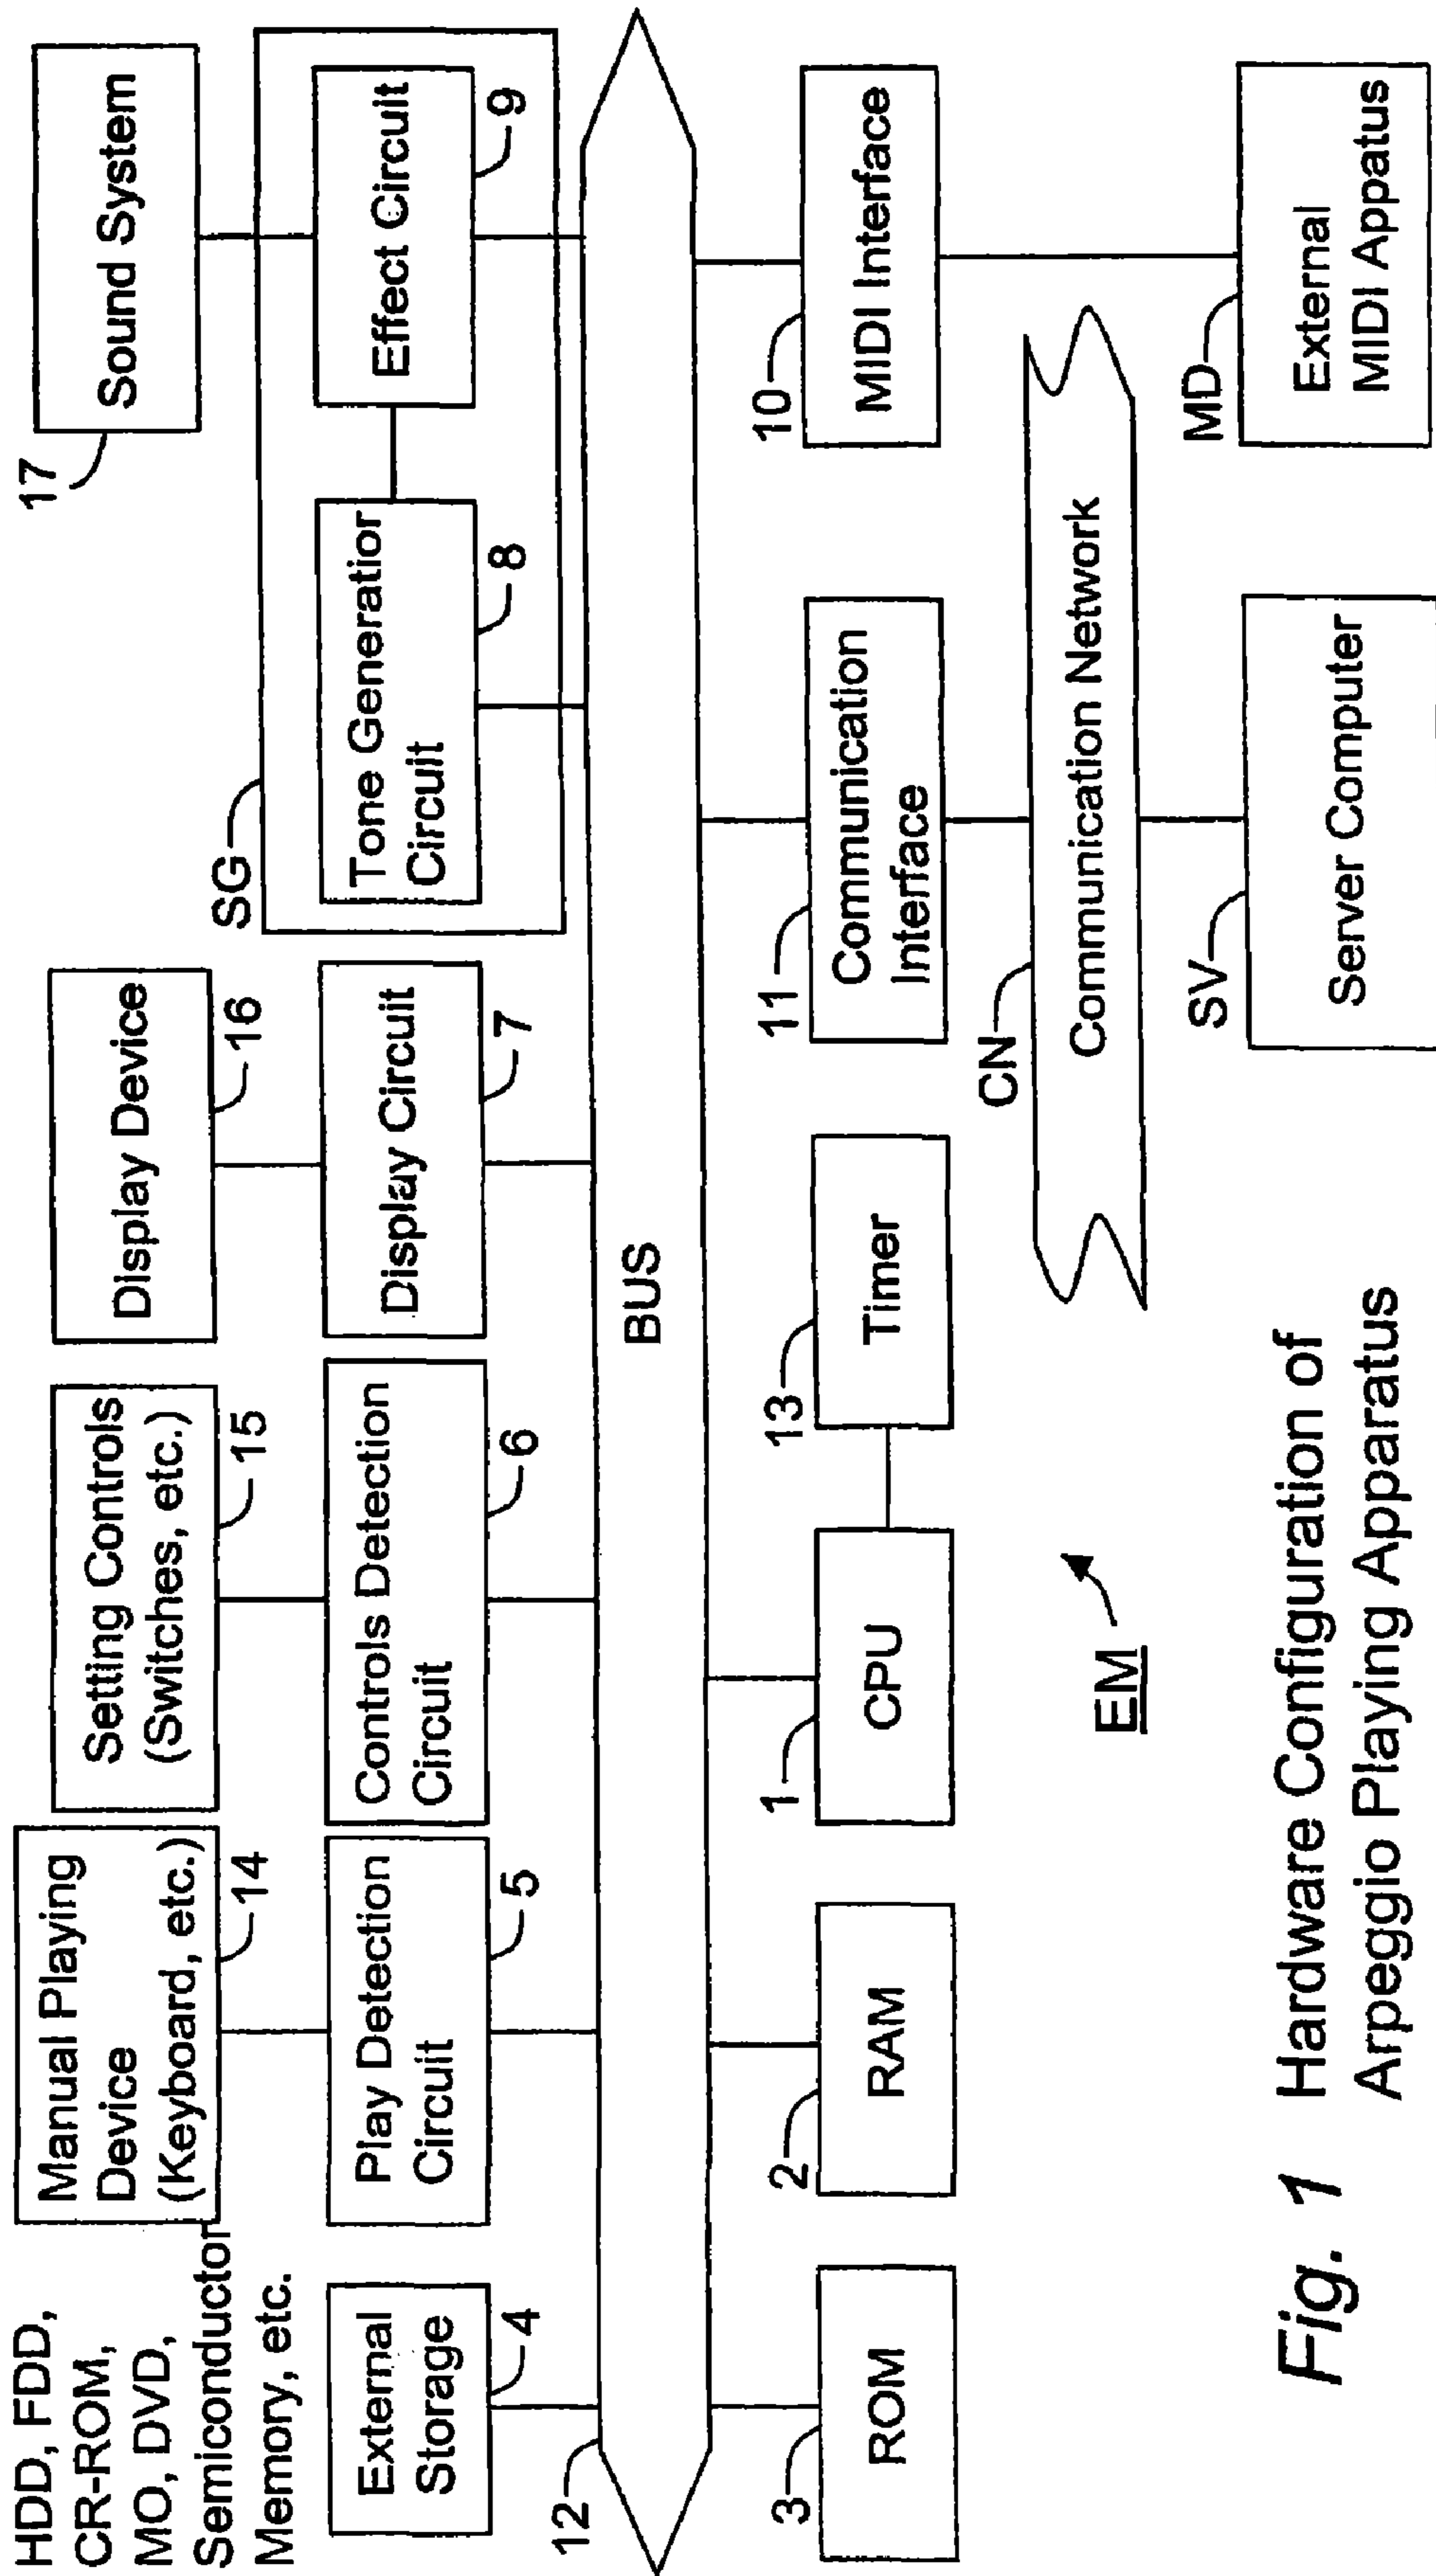 HDD, FDD,
CR-ROM,
MO, DVD,
Semiconductor
Memory, etc.
Manual Playing
Device
(Keyboard, etc.)
14
Setting Controls
(Switches, etc.)
15
Display Device
16
17
Sound System
External
Storage
4
Play Detection
Circuit
5
Controls Detection
Circuit
6
Display Circuit
7
SG
Tone Generation
Circuit
8
Effect Circuit
9
12
BUS
3
ROM
2
RAM
1
CPU
13
Timer
11
Communication
Interface
10
MIDI Interface
EM
CN
Communication Network
SV
Server Computer
MD
External
MIDI Appatus
Fig. 1
Hardware Configuration of
Arpeggio Playing Apparatus